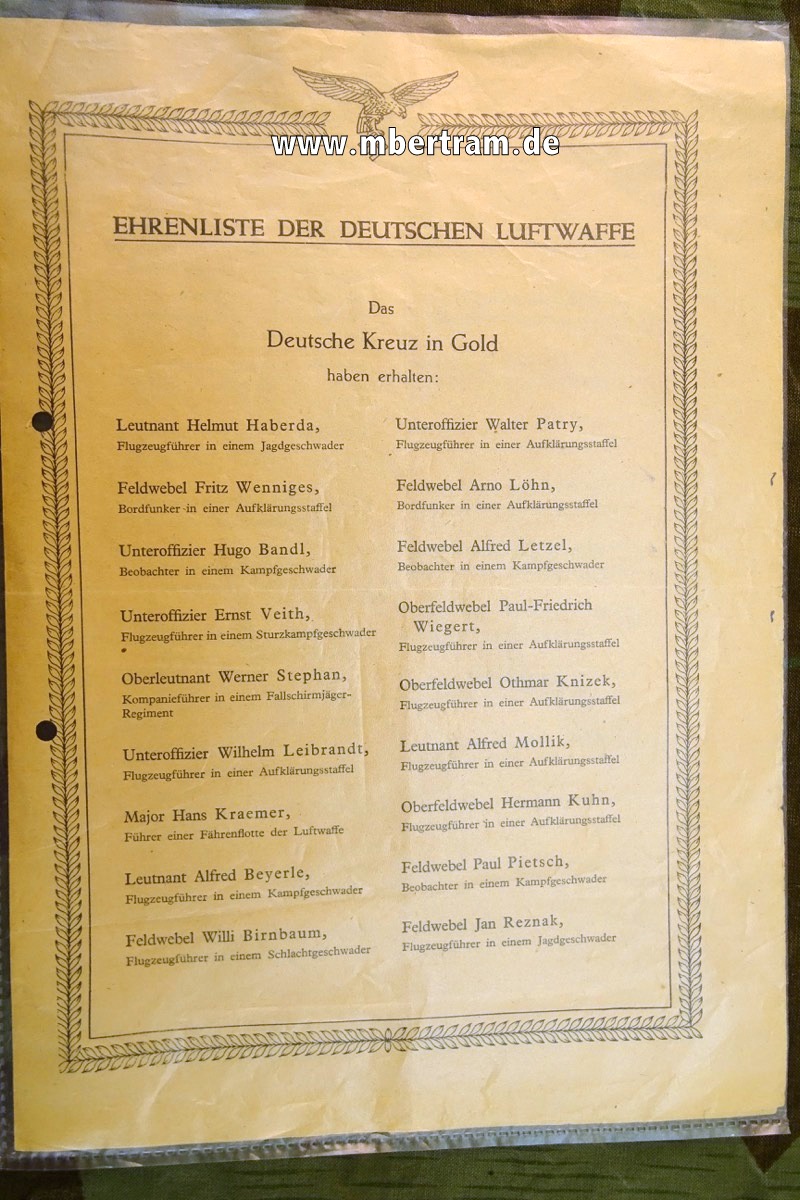 www.mbertram.de
EHRENLISTE DER DEUTSCHEN LUFTWAFFE
Das
Deutsche Kreuz in Gold
haben erhalten:
Leutnant Helmut Haberda,
Flugzeugführer in einem Jagdgeschwader
Feldwebel Fritz Wenniges,
Bordfunker in einer Aufklärungsstaffel
Unteroffizier Hugo Bandl,
Beobachter in einem Kampfgeschwader
Unteroffizier Ernst Veith,
Flugzeugführer in einem Sturzkampfgeschwader
Oberleutnant Werner Stephan,
Kompanieführer in einem Fallschirmjäger-
Regiment
Unteroffizier Wilhelm Leibrandt,
Flugzeugführer in einer Aufklärungsstaffel
Major Hans Kraemer,
Führer einer Fährenflotte der Luftwaffe
Leutnant Alfred Beyerle,
Flugzeugführer in einem Kampfgeschwader
Feldwebel Willi Birnbaum,
Flugzeugführer in einem Schlachtgeschwader
Unteroffizier Walter Patry,
Flugzeugführer in einer Aufklärungsstaffel
Feldwebel Arno Löhn,
Bordfunker in einer Aufklärungsstaffel
Feldwebel Alfred Letzel,
Beobachter in einem Kampfgeschwader
Oberfeldwebel Paul-Friedrich
Wiegert,
Flugzeugführer in einer Aufklärungsstaffel
Oberfeldwebel Othmar Knizek,
Flugzeugführer in einer Aufklärungsstaffel
Leutnant Alfred Mollik,
Flugzeugführer in einer Aufklärungsstaffel
Oberfeldwebel Hermann Kuhn,
Flugzeugführer in einer Aufklärungsstaffel
Feldwebel Paul Pietsch,
Beobachter in einem Kampfgeschwader
Feldwebel Jan Reznak,
Flugzeugführer in einem Jagdgeschwader